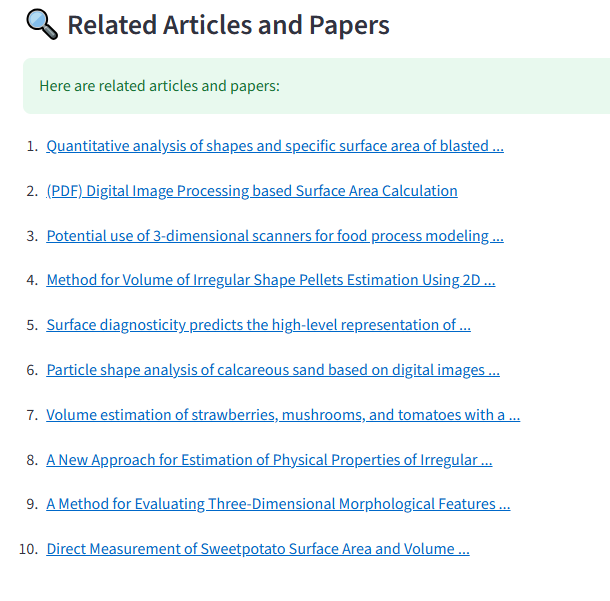 Related Articles and Papers
Here are related articles and papers:
1. Quantitative analysis of shapes and specific surface area of blasted ...
2. (PDF) Digital Image Processing based Surface Area Calculation
3. Potential use of 3-dimensional scanners for food process modeling ...
4. Method for Volume of Irregular Shape Pellets Estimation Using 2D ...
5. Surface diagnosticity predicts the high-level representation of ...
6. Particle shape analysis of calcareous sand based on digital images ...
7. Volume estimation of strawberries, mushrooms, and tomatoes with a ...
8. A New Approach for Estimation of Physical Properties of Irregular ...
9. A Method for Evaluating Three-Dimensional Morphological Features ...
10. Direct Measurement of Sweetpotato Surface Area and Volume ...